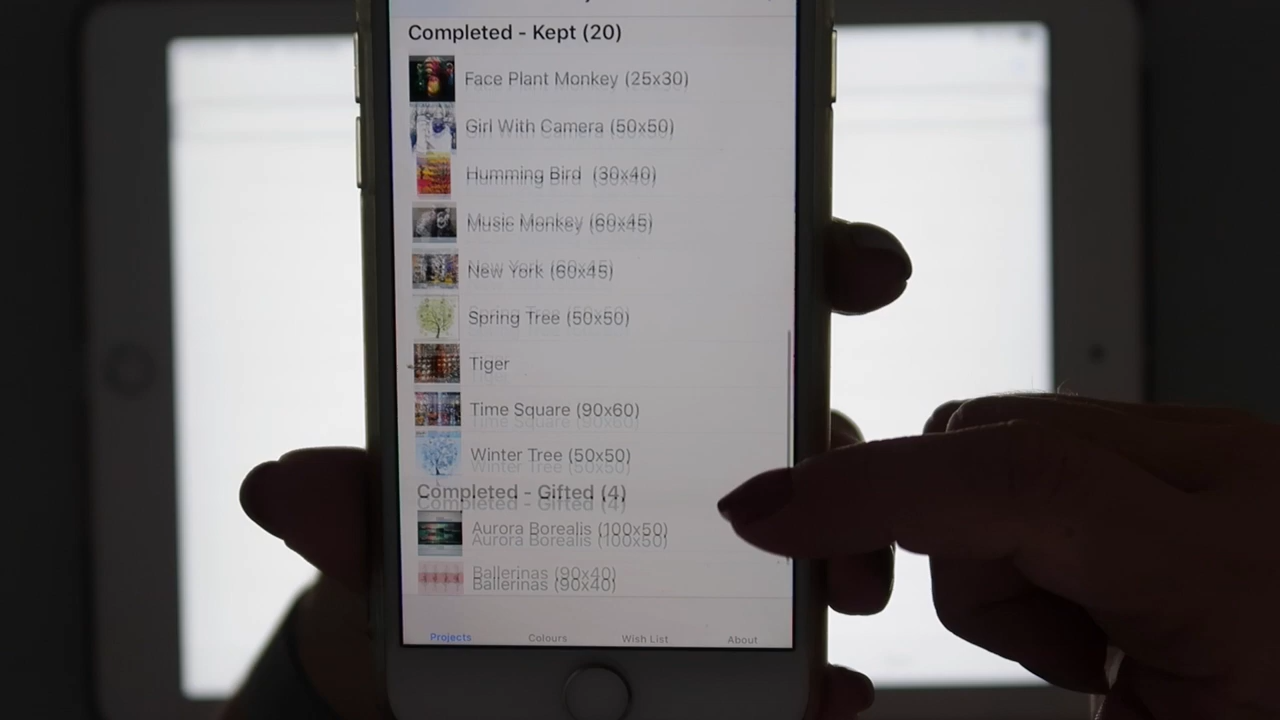 Completed - Kept (20)
Face Plant Monkey (25x30)
Girl With Camera (50x50)
Humming Bird (30x40)
Music Monkey (60x45)
New York (60x45)
Spring Tree (50x50)
Tiger
Time Square (90x60)
Winter Tree (50x50)
Completed - Gifted (4)
Aurora Borealis (100x50)
Ballerinas (90x40)
Projects
Colours
Wish List
About